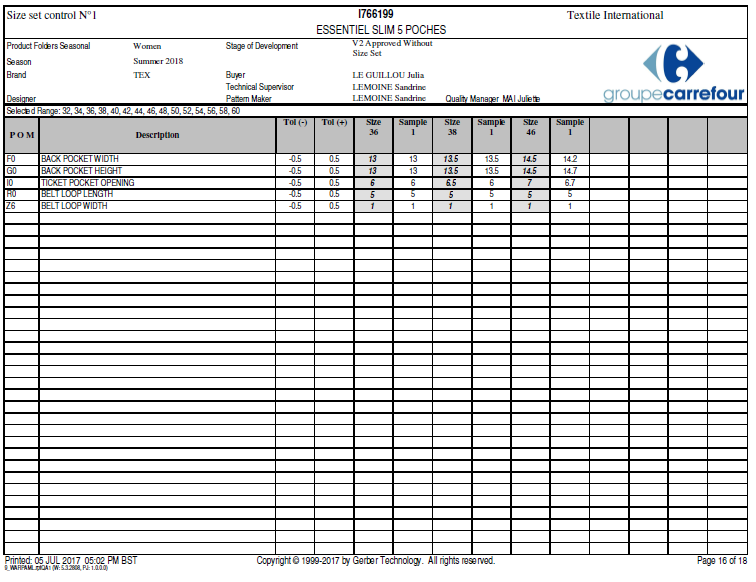 Size set control N°1 I766199 Textile International
ESSENTIEL SLIM 5 POCHES
Product Folders Seasonal Women Stage of Development V2 Approved Without Size Set
Season Summer 2018
Brand TEX Buyer LE GUILLOU Julia
Technical Supervisor LEMOINE Sandrine
Designer Pattern Maker LEMOINE Sandrine Quality Manager MAI Juliette
groupecarrefour
Selected Range: 32, 34, 36, 38, 40, 42, 44, 46, 48, 50, 52, 54, 56, 58, 60
P O M Description Tol (-) Tol (+) Size 36 Sample 1 Size 38 Sample 1 Size 46 Sample 1
F0 BACK POCKET WIDTH -0.5 0.5 13 13 13.5 13.5 14.5 14.2
G0 BACK POCKET HEIGHT -0.5 0.5 13 13 13.5 13.5 14.5 14.7
I0 TICKET POCKET OPENING -0.5 0.5 6 6 6.5 6 7 6.7
R0 BELT LOOP LENGTH -0.5 0.5 5 5 5 5 5 5
Z6 BELT LOOP WIDTH -0.5 0.5 1 1 1 1 1 1
Printed: 05 JUL 2017 05:02 PM BST Copyright © 1999-2017 by Gerber Technology. All rights reserved. Page 16 of 18